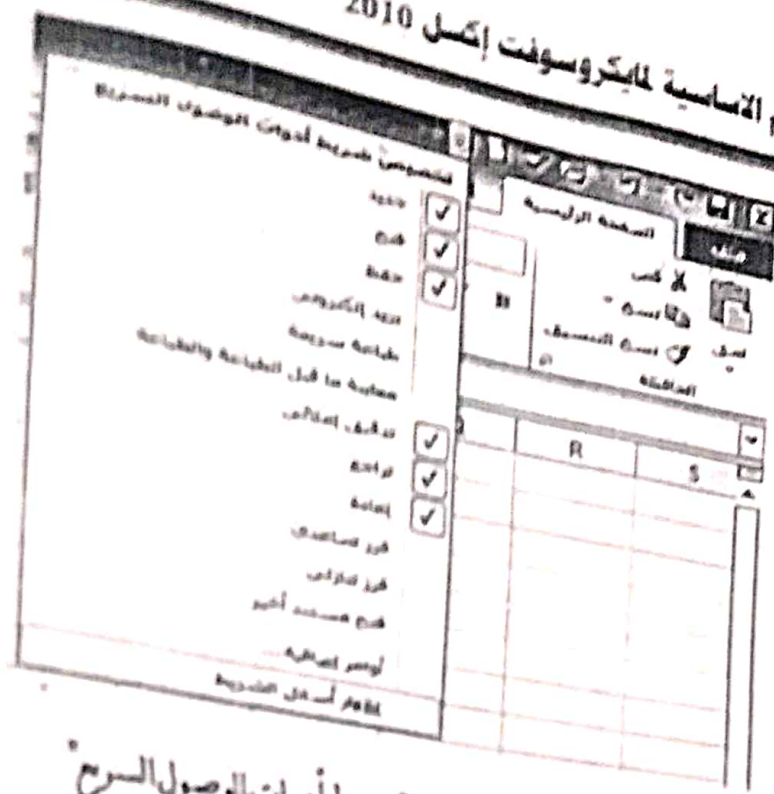 الاساسية لمايكروسوفت إكسل 2010
تخصيص شريط أدوات الوصول السريع
جديد
فتح
حفظ
بريد إلكتروني
طباعة سريعة
معاينة ما قبل الطباعة والطباعة
تدقيق إملائي
تراجع
إعادة
فرز تصاعدي
فرز تنازلي
فتح مستند أخير
أوامر إضافية...
إظهار أسفل الشريط
ملف
الصفحة الرئيسية
قص
نسخ
نسخ التنسيق
لصق
الحافظة
R S
أدوات الوصول السريع"